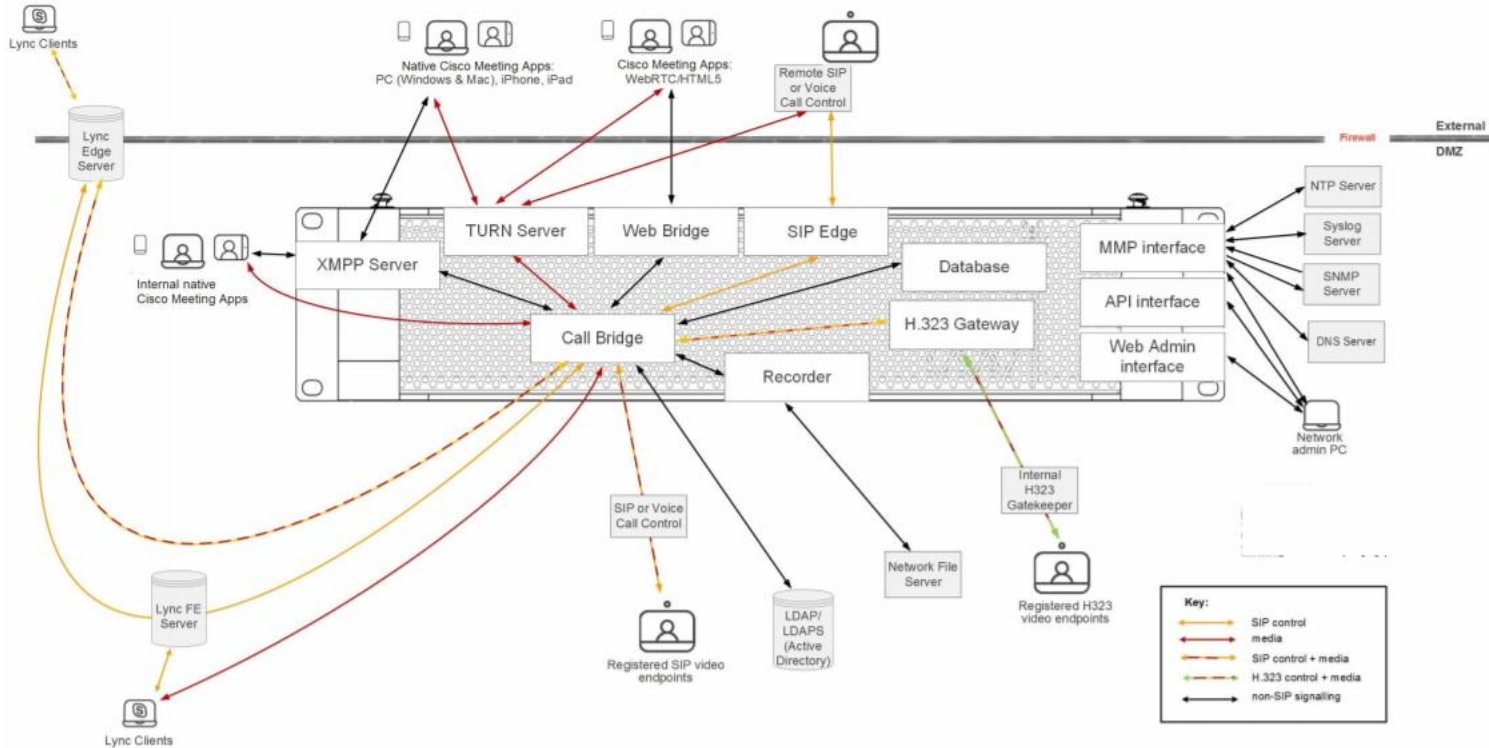 Lync Clients
Native Cisco Meeting Apps:
PC (Windows & Mac), iPhone, iPad
Cisco Meeting Apps:
WebRTC/HTML5
Remote SIP
or Voice
Call Control
Lync
Edge
Server
Firewall
External
DMZ
NTP Server
Syslog
Server
SNMP
Server
DNS Server
Network
admin PC
TURN Server
Web Bridge
SIP Edge
MMP interface
XMPP Server
Database
API interface
Internal native
Cisco Meeting Apps
Call Bridge
H.323 Gateway
Web Admin
interface
Recorder
SIP or Voice
Call Control
Internal
H323
Gatekeeper
Network File
Server
Registered H323
video endpoints
Lync FE
Server
LDAP/
LDAPS
(Active
Directory)
Registered SIP video
endpoints
Lync Clients
Key:
SIP control
media
SIP control + media
H.323 control + media
non-SIP signalling